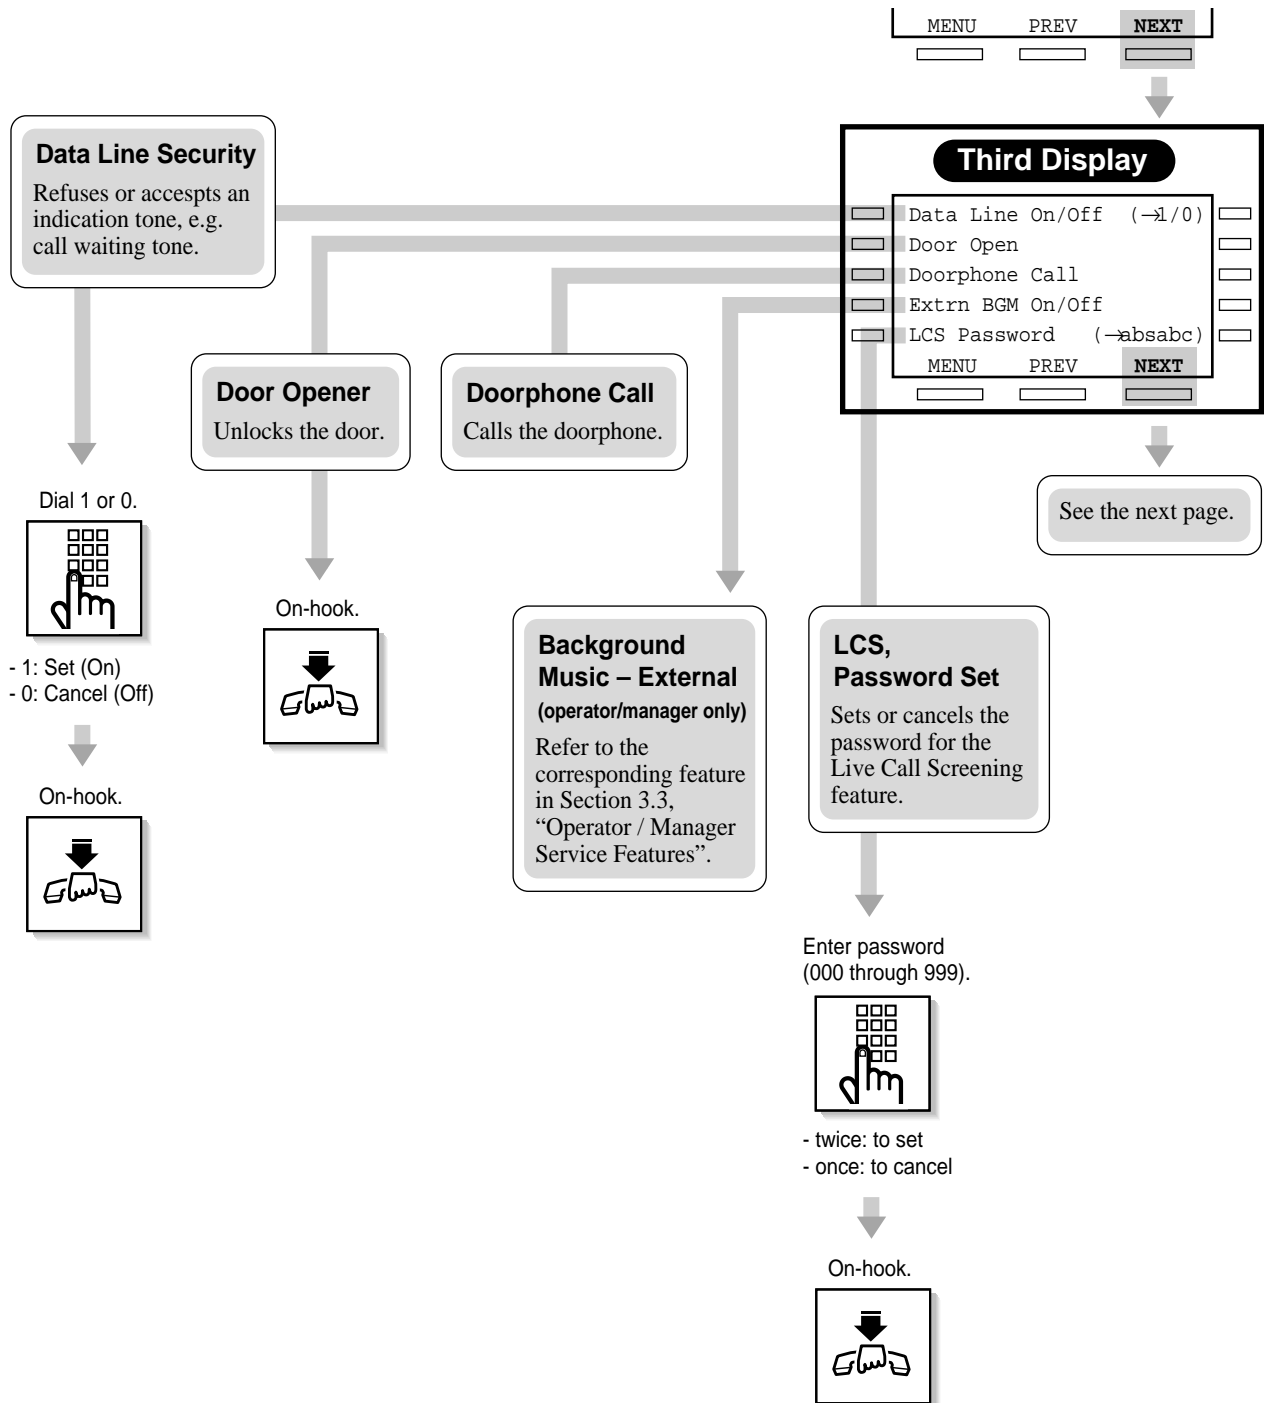 MENU PREV NEXT
Third Display
Data Line On/Off (→1/0)
Door Open
Doorphone Call
Extrn BGM On/Off
LCS Password (→absabc)
MENU PREV NEXT
See the next page.
Data Line Security
Refuses or accespts an
indication tone, e.g.
call waiting tone.
Dial 1 or 0.
- 1: Set (On)
- 0: Cancel (Off)
On-hook.
Door Opener
Unlocks the door.
On-hook.
Doorphone Call
Calls the doorphone.
Background
Music – External
(operator/manager only)
Refer to the
corresponding feature
in Section 3.3,
“Operator / Manager
Service Features”.
LCS,
Password Set
Sets or cancels the
password for the
Live Call Screening
feature.
Enter password
(000 through 999).
- twice: to set
- once: to cancel
On-hook.